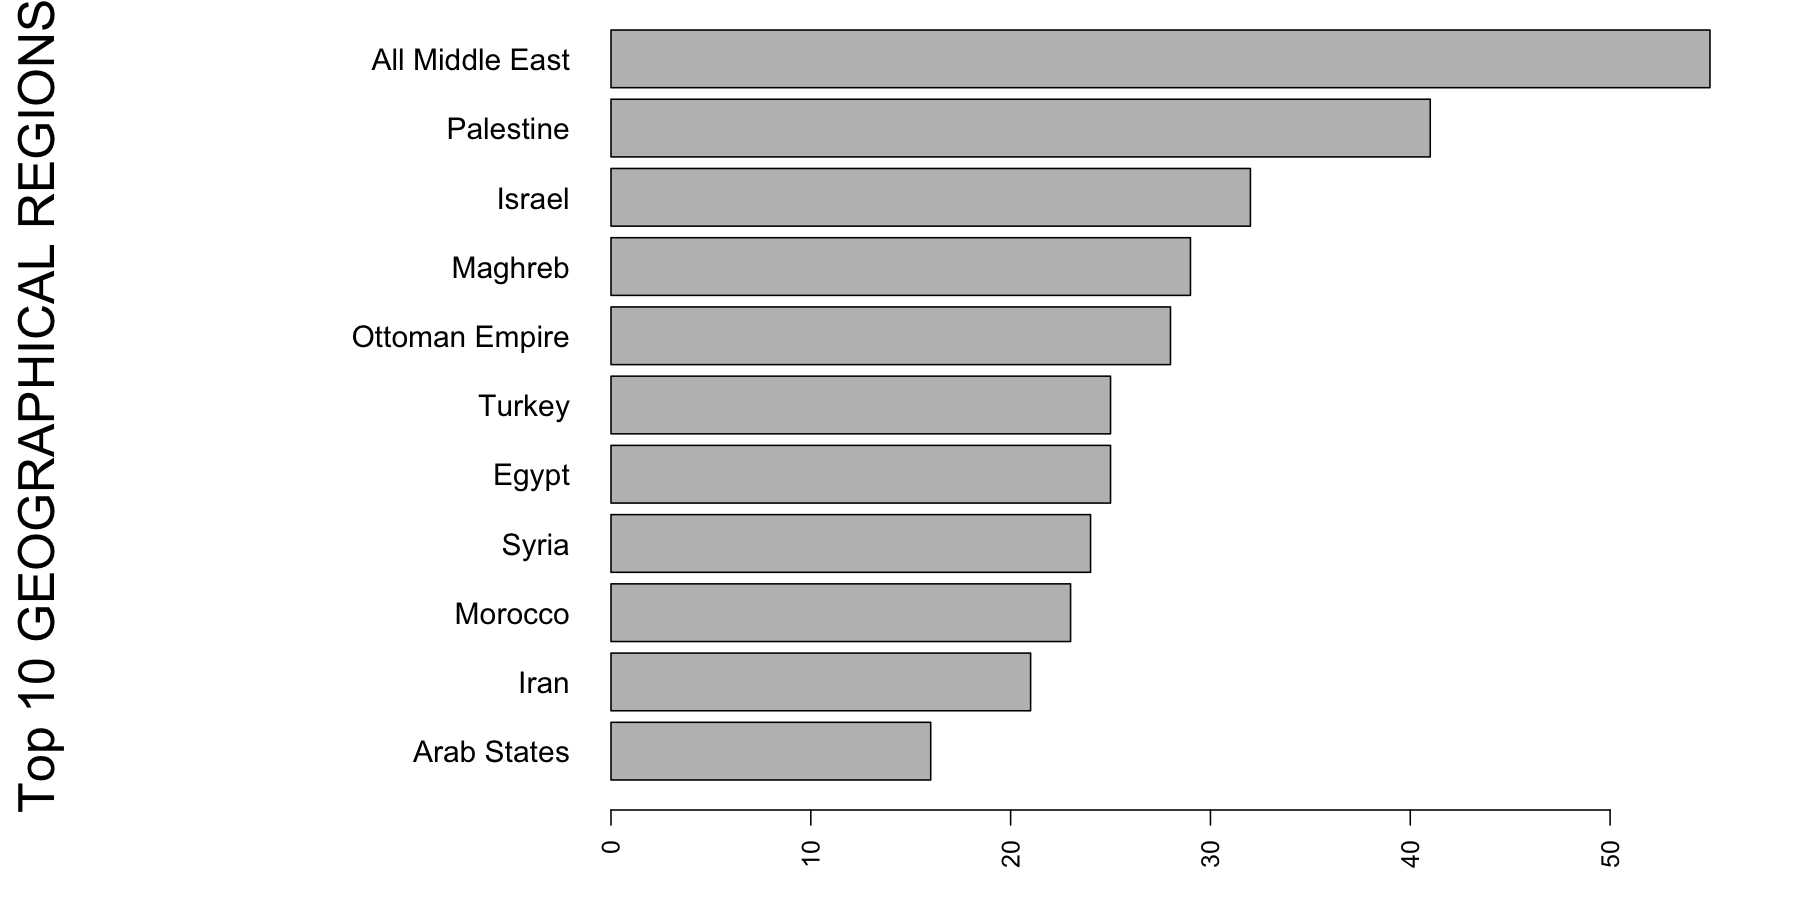 Top 10 GEOGRAPHICAL REGIONS
All Middle East
Palestine
Israel
Maghreb
Ottoman Empire
Turkey
Egypt
Syria
Morocco
Iran
Arab States
0 10 20 30 40 50